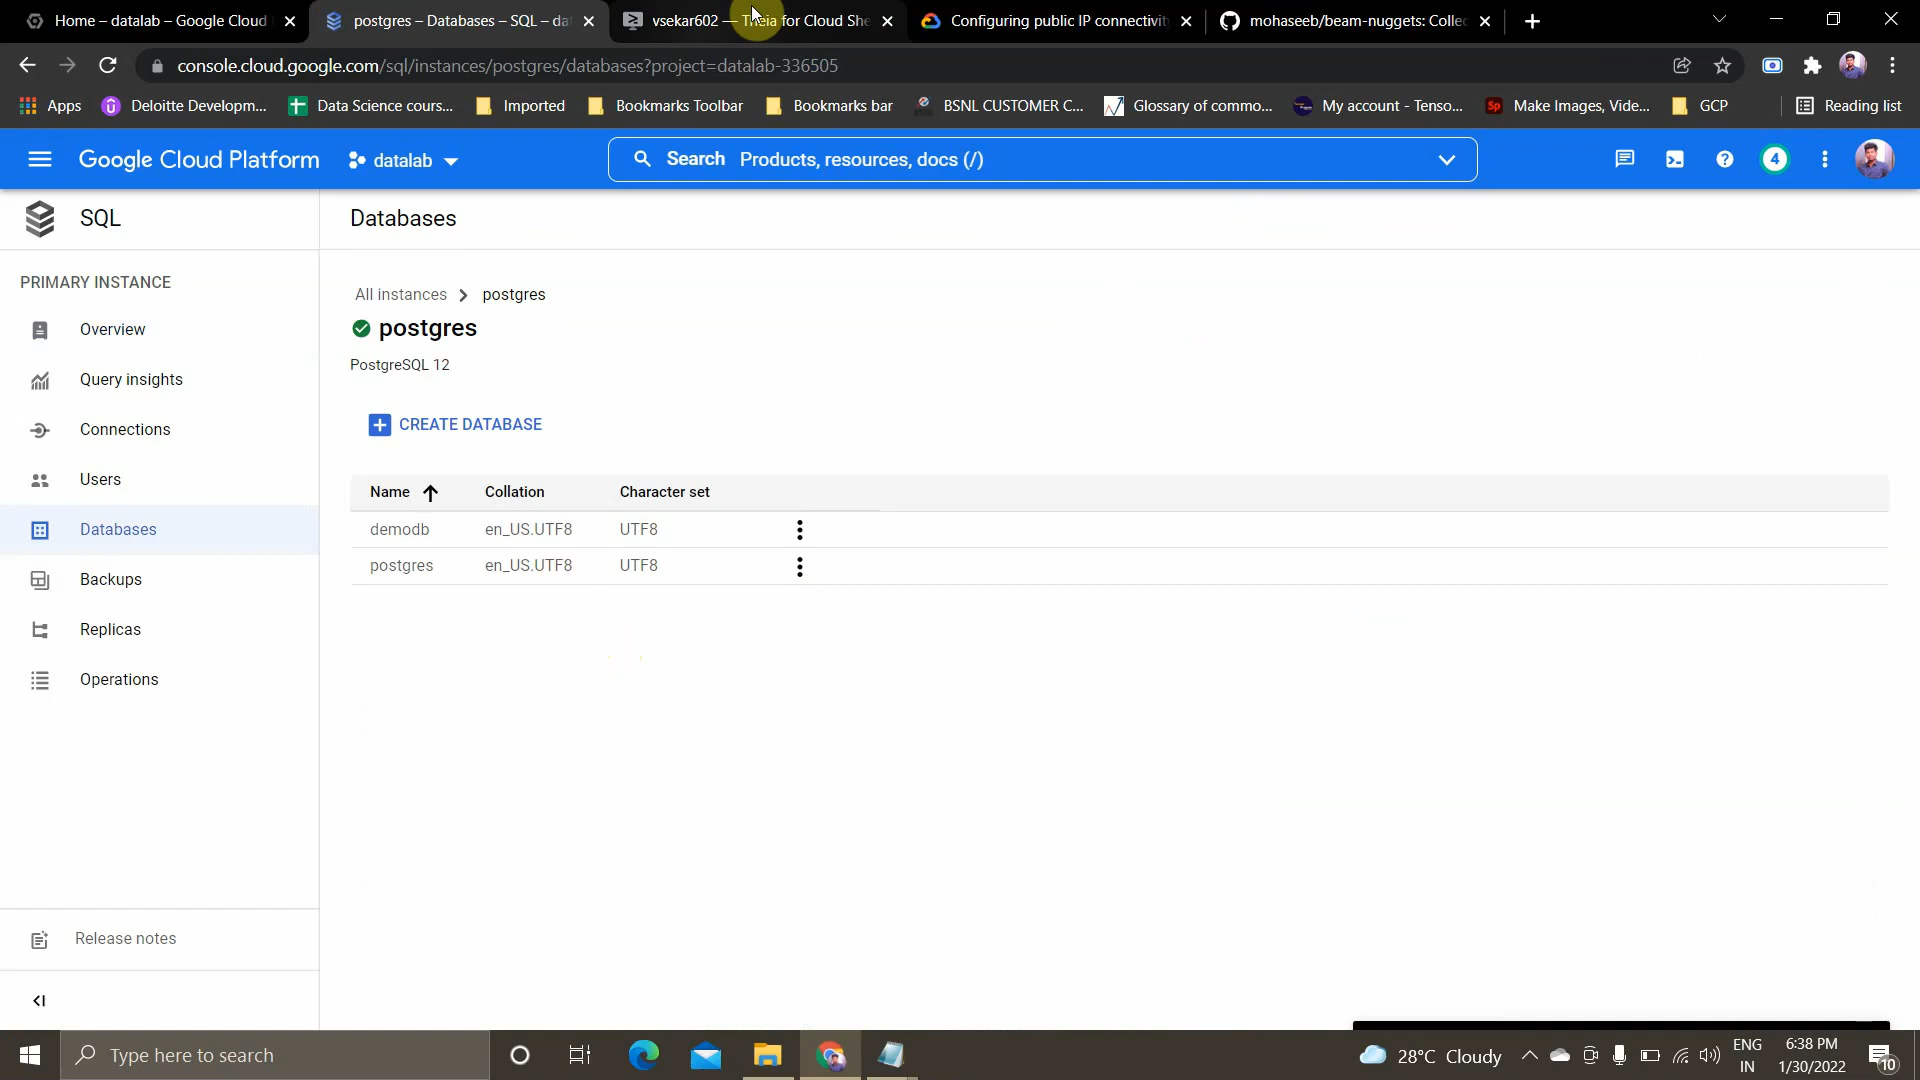 Home – datalab – Google Cloud
postgres – Databases – SQL – da
vsekar602 — Theia for Cloud She
Configuring public IP connectivit
mohaseeb/beam-nuggets: Collec
console.cloud.google.com/sql/instances/postgres/databases?project=datalab-336505
Apps
Deloitte Developm...
Data Science cours...
Imported
Bookmarks Toolbar
Bookmarks bar
BSNL CUSTOMER C...
Glossary of commo...
My account - Tenso...
Sp
Make Images, Vide...
GCP
Reading list
Google Cloud Platform
datalab
Search Products, resources, docs (/)
4
SQL
Databases
PRIMARY INSTANCE
Overview
Query insights
Connections
Users
Databases
Backups
Replicas
Operations
Release notes
All instances
postgres
postgres
PostgreSQL 12
CREATE DATABASE
Name Collation Character set
demodb en_US.UTF8 UTF8
postgres en_US.UTF8 UTF8
Type here to search
28°C Cloudy
ENG
IN
6:38 PM
1/30/2022
10